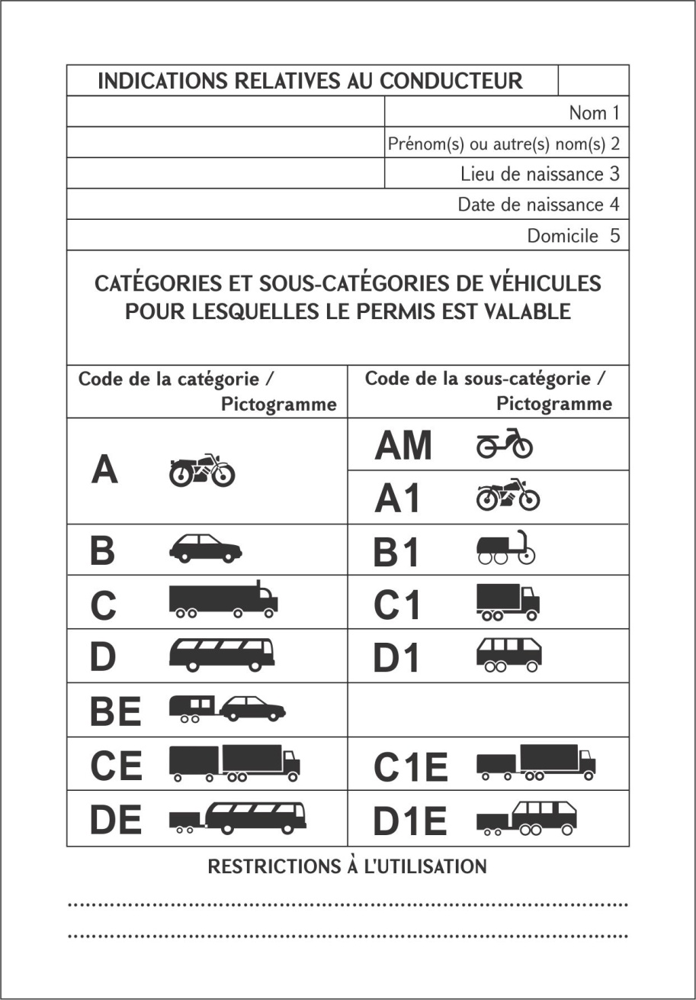 INDICATIONS RELATIVES AU CONDUCTEUR
Nom 1
Prénom(s) ou autre(s) nom(s) 2
Lieu de naissance 3
Date de naissance 4
Domicile 5
CATÉGORIES ET SOUS-CATÉGORIES DE VÉHICULES
POUR LESQUELLES LE PERMIS EST VALABLE
Code de la catégorie /
Pictogramme
Code de la sous-catégorie /
Pictogramme
A
AM
A1
B
B1
C
C1
D
D1
BE
CE
C1E
DE
D1E
RESTRICTIONS À L'UTILISATION